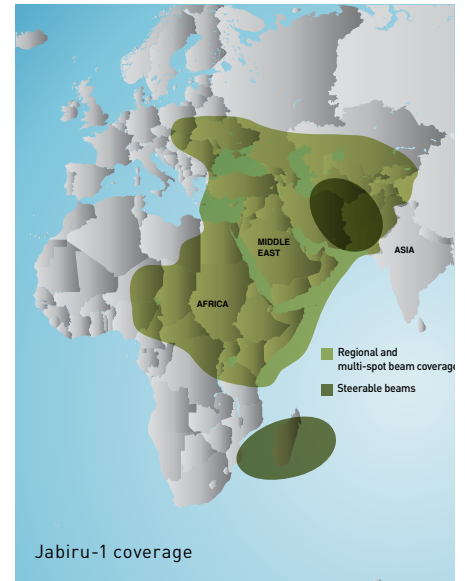 MIDDLE
EAST
ASIA
AFRICA
Regional and
multi-spot beam coverage
Steerable beams
Jabiru-1 coverage